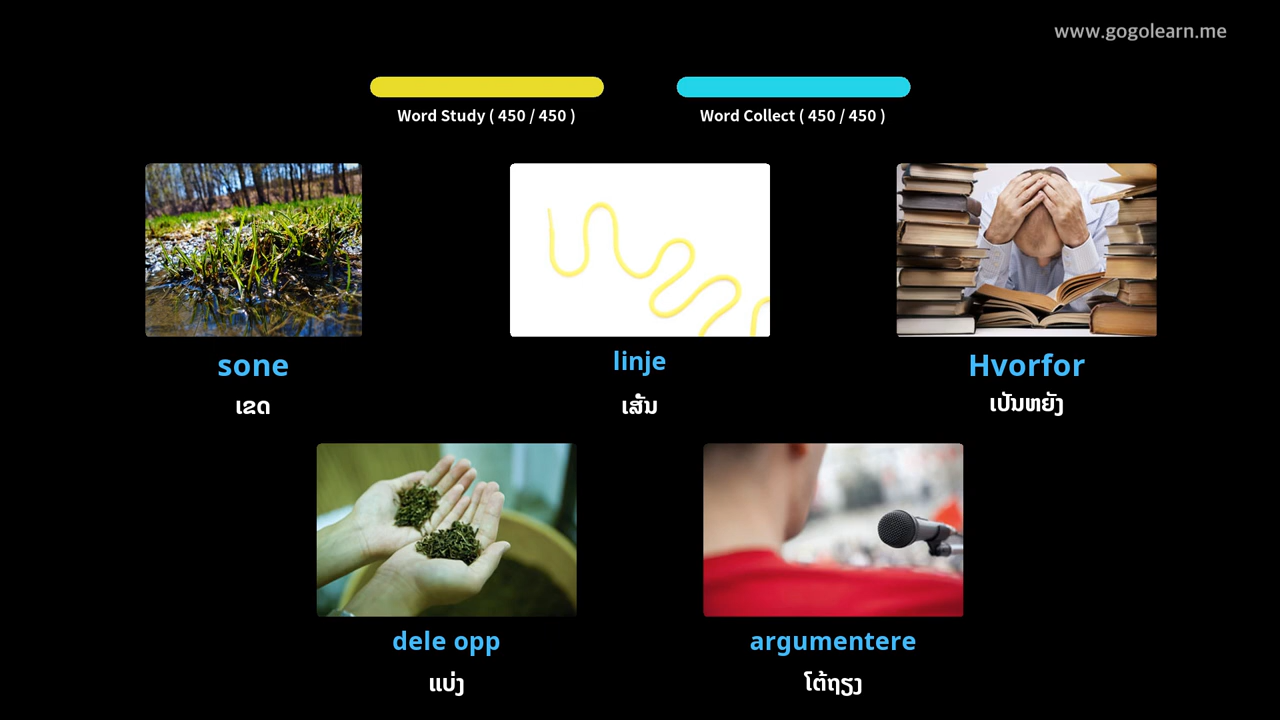 www.gogolearn.me
Word Study ( 450 / 450 )
Word Collect ( 450 / 450 )
sone
linje
Hvorfor
ເຂດ
ເສັ້ນ
ເປັນຫຍັງ
dele opp
argumentere
ແບ່ງ
ໂຕ້ຖຽງ